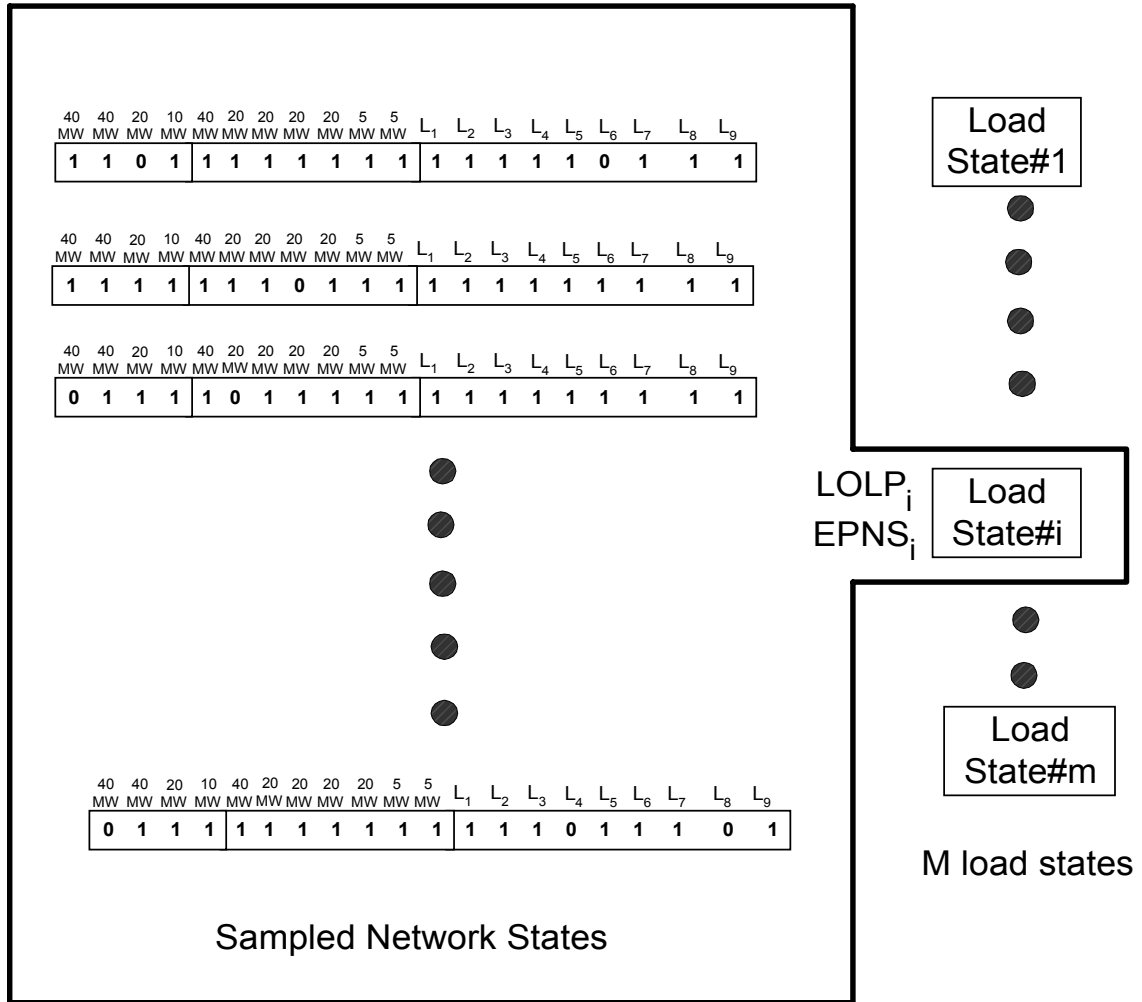 40 40 20 10 40 20 20 20 20 5 5
MW MW MW MW MW MW MW MW MW MW MW L1 L2 L3 L4 L5 L6 L7 L8 L9
1 1 0 1 1 1 1 1 1 1 1 1 1 1 1 1 0 1 1 1
40 40 20 10 40 20 20 20 20 5 5
MW MW MW MW MW MW MW MW MW MW MW L1 L2 L3 L4 L5 L6 L7 L8 L9
1 1 1 1 1 1 1 0 1 1 1 1 1 1 1 1 1 1 1 1
40 40 20 10 40 20 20 20 20 5 5
MW MW MW MW MW MW MW MW MW MW MW L1 L2 L3 L4 L5 L6 L7 L8 L9
0 1 1 1 1 0 1 1 1 1 1 1 1 1 1 1 1 1 1 1
40 40 20 10 40 20 20 20 20 5 5
MW MW MW MW MW MW MW MW MW MW MW L1 L2 L3 L4 L5 L6 L7 L8 L9
0 1 1 1 1 1 1 1 1 1 1 1 1 1 0 1 1 1 0 1
Sampled Network States
Load
State#1
LOLPi
EPNSi
Load
State#i
Load
State#m
M load states